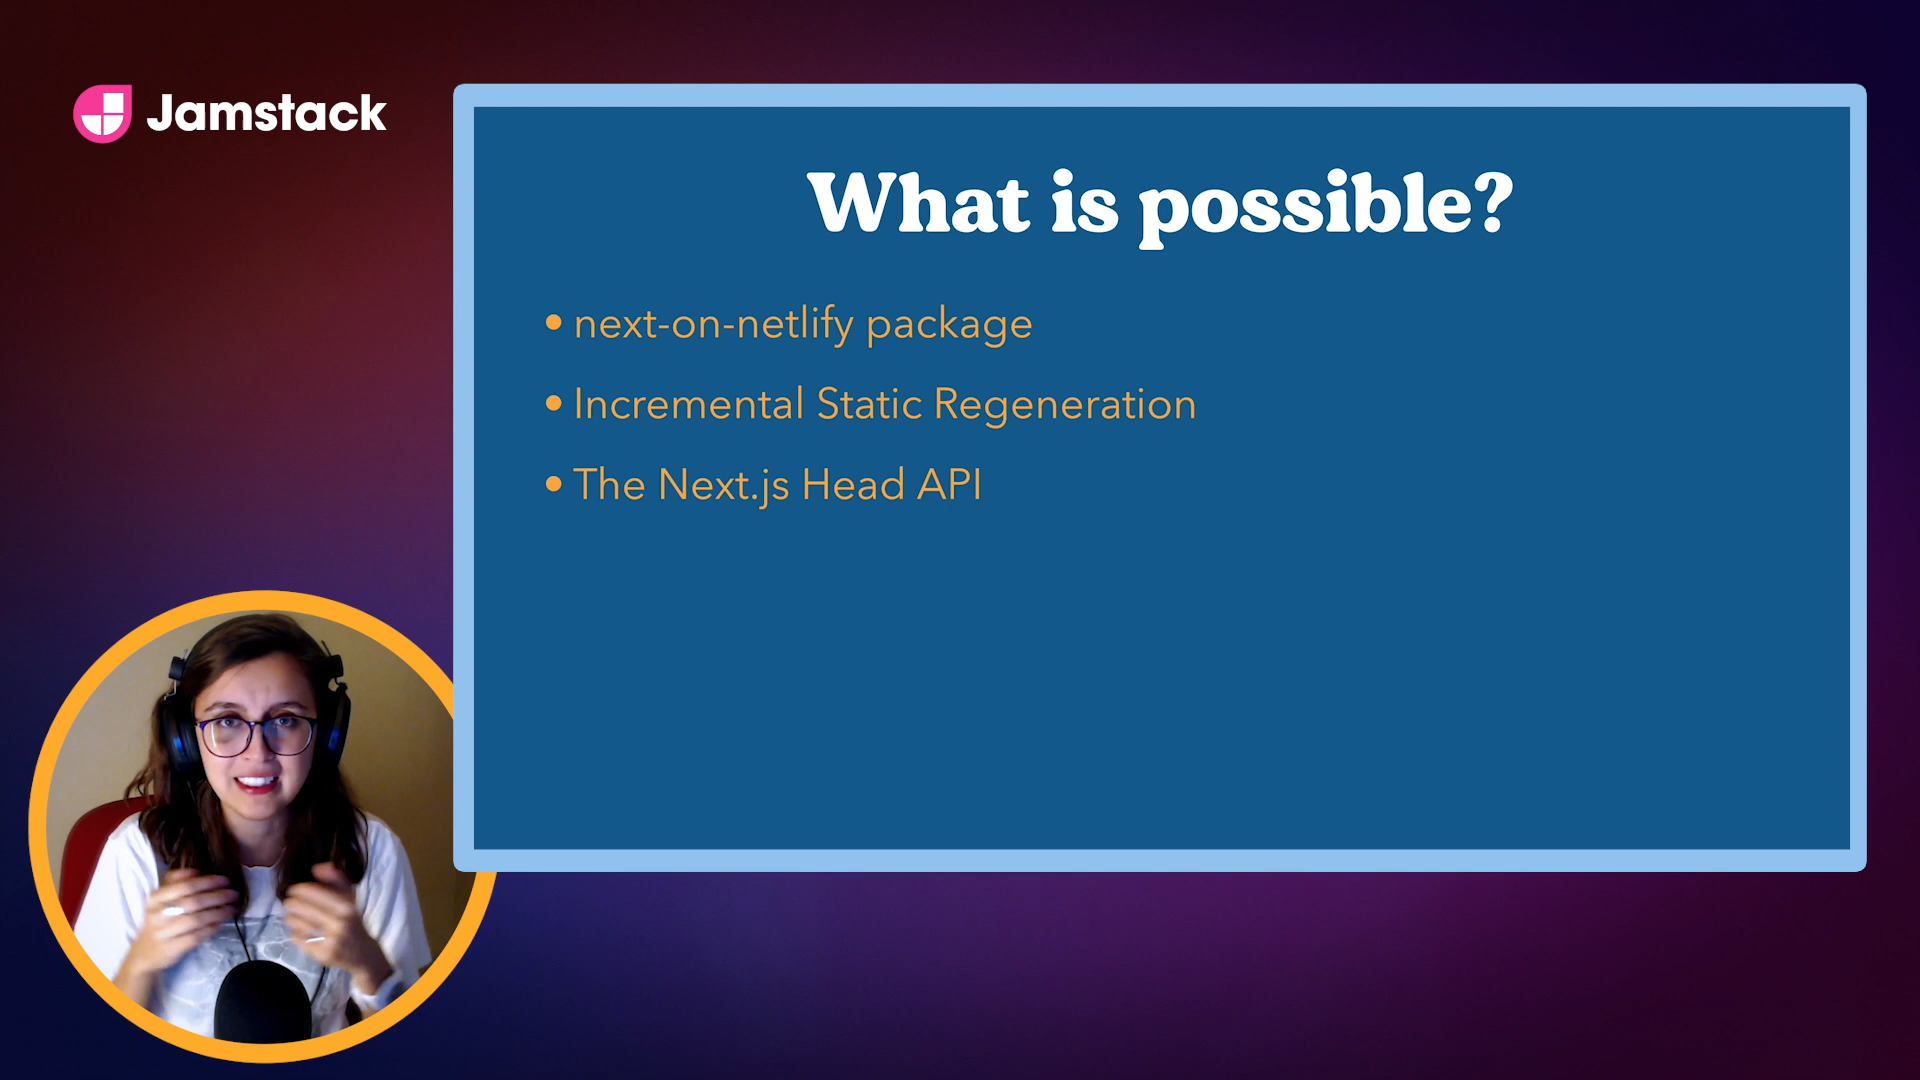 Jamstack
What is possible?
• next-on-netlify package
• Incremental Static Regeneration
• The Next.js Head API